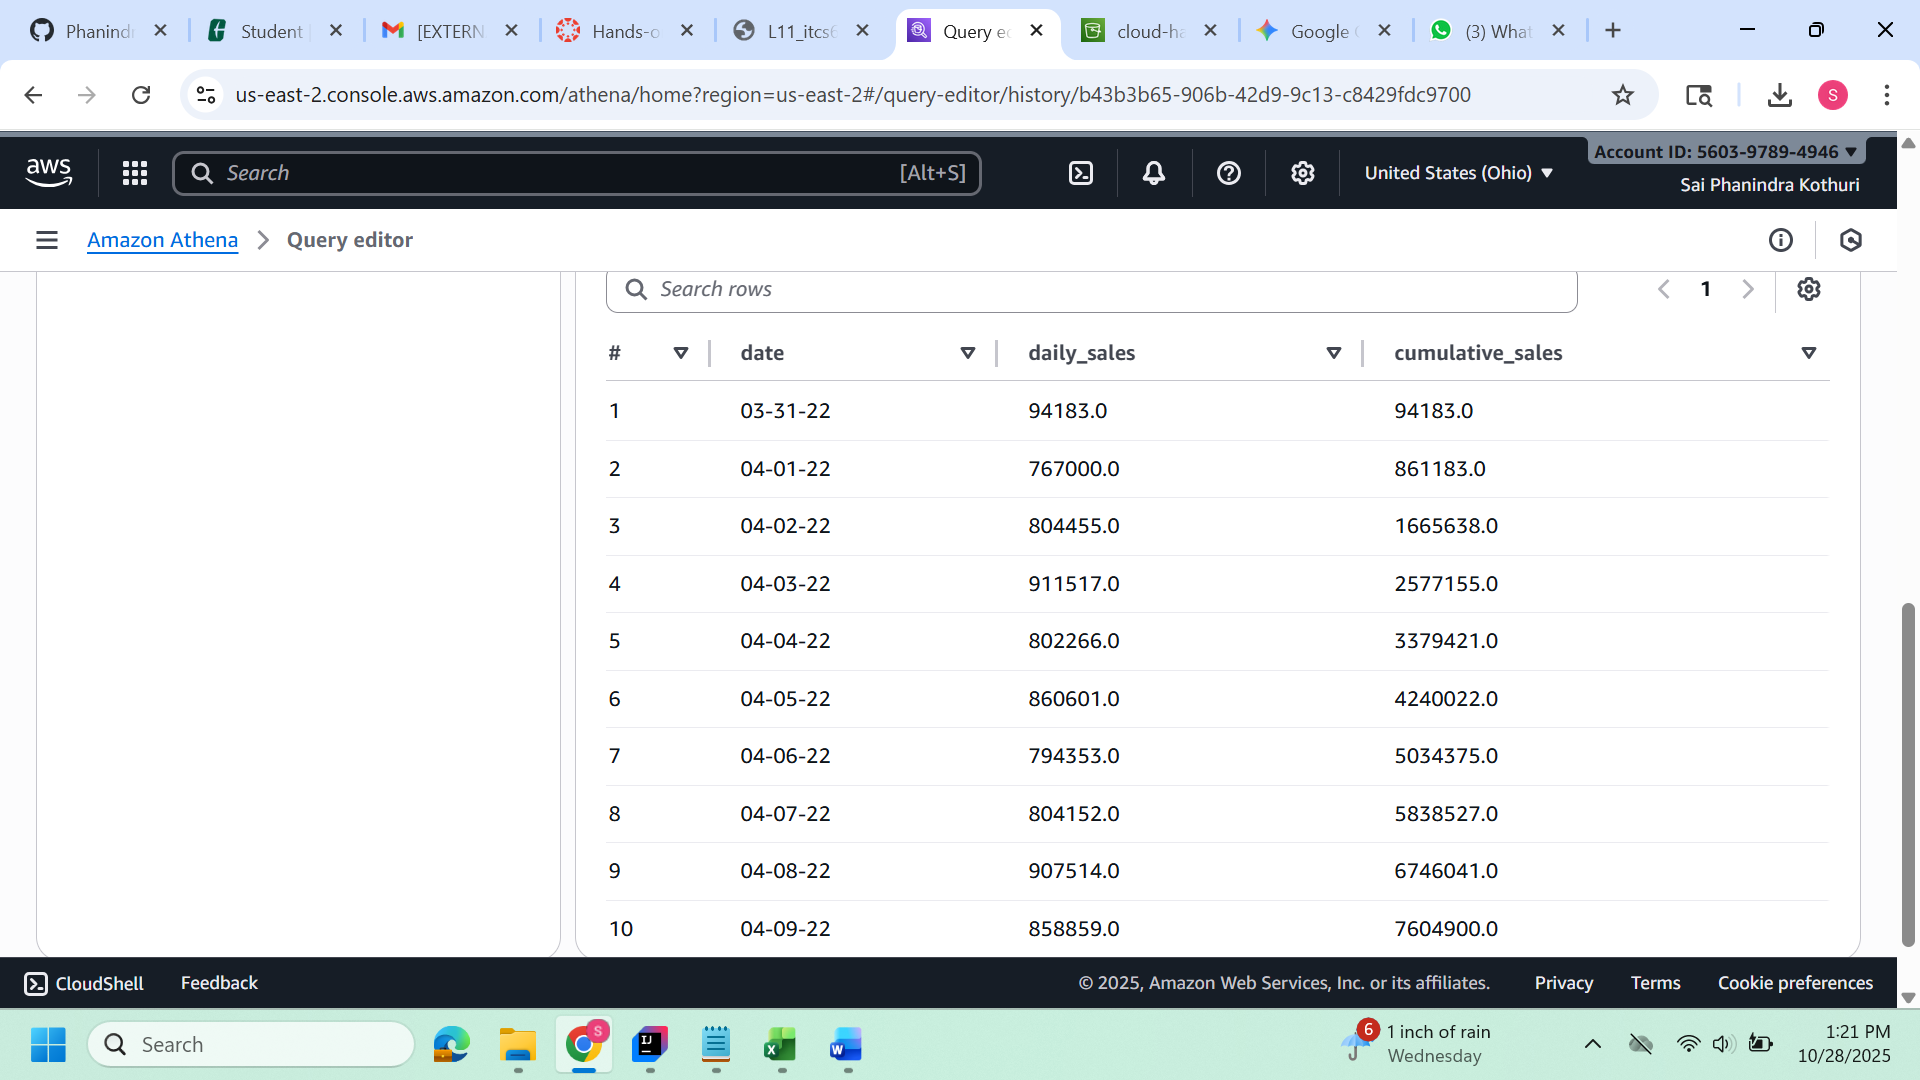 Phanindr
Student
[EXTERN
Hands-o
L11_itcs6
Query e
cloud-ha
Google
(3) What
us-east-2.console.aws.amazon.com/athena/home?region=us-east-2#/query-editor/history/b43b3b65-906b-42d9-9c13-c8429fdc9700
S
aws
Search [Alt+S]
United States (Ohio)
Account ID: 5603-9789-4946
Sai Phanindra Kothuri
Amazon Athena > Query editor
Search rows
1
# date daily_sales cumulative_sales
1 03-31-22 94183.0 94183.0
2 04-01-22 767000.0 861183.0
3 04-02-22 804455.0 1665638.0
4 04-03-22 911517.0 2577155.0
5 04-04-22 802266.0 3379421.0
6 04-05-22 860601.0 4240022.0
7 04-06-22 794353.0 5034375.0
8 04-07-22 804152.0 5838527.0
9 04-08-22 907514.0 6746041.0
10 04-09-22 858859.0 7604900.0
CloudShell Feedback © 2025, Amazon Web Services, Inc. or its affiliates. Privacy Terms Cookie preferences
Search
S
6
1 inch of rain
Wednesday
1:21 PM
10/28/2025